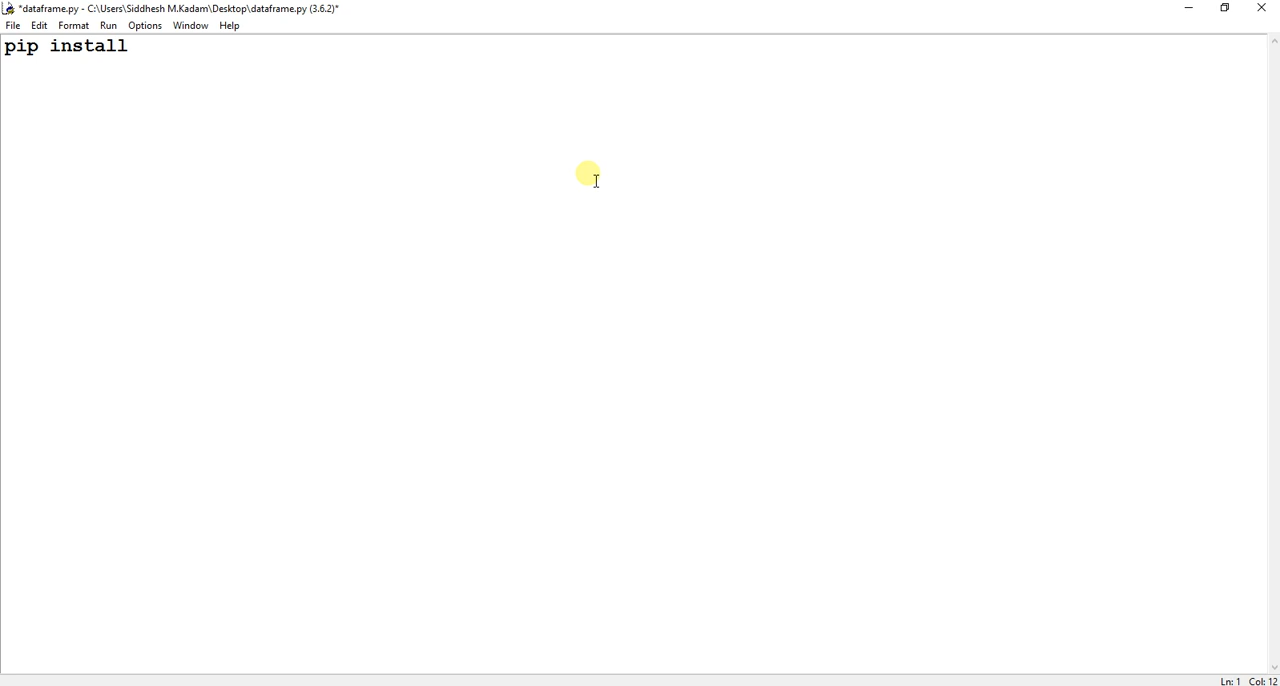 *dataframe.py - C:\Users\Siddhesh M.Kadam\Desktop\dataframe.py (3.6.2)*
File Edit Format Run Options Window Help
pip install
Ln: 1 Col: 12